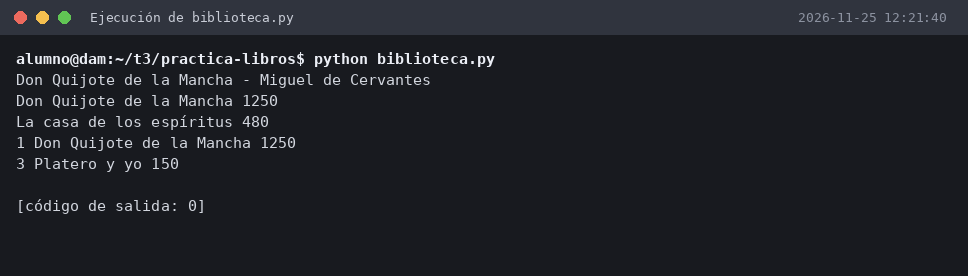 Ejecución de biblioteca.py
2026-11-25 12:21:40
alumno@dam:~/t3/practica-libros$ python biblioteca.py
Don Quijote de la Mancha - Miguel de Cervantes
Don Quijote de la Mancha 1250
La casa de los espíritus 480
1 Don Quijote de la Mancha 1250
3 Platero y yo 150
[código de salida: 0]